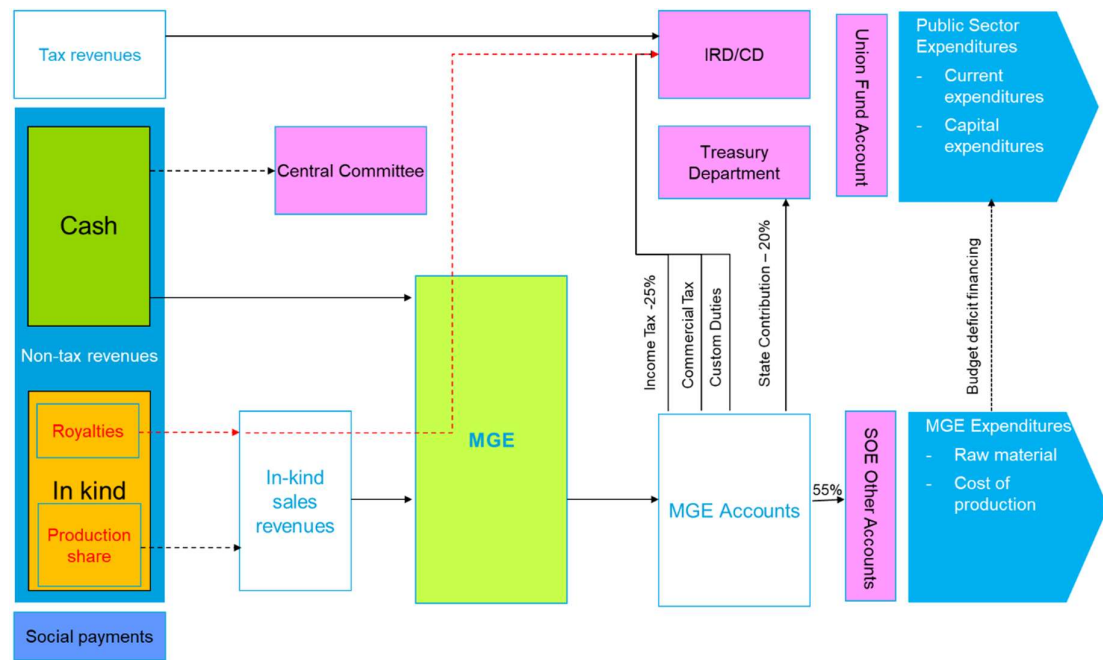 Tax revenues
IRD/CD
Union Fund Account
Public Sector
Expenditures
- Current
expenditures
- Capital
expenditures
Central Committee
Treasury
Department
Cash
Non-tax revenues
Royalties
In kind
Production
share
In-kind
sales
revenues
MGE
Income Tax -25%
Commercial Tax
Custom Duties
State Contribution – 20%
MGE Accounts
55%
SOE Other Accounts
Budget deficit financing
MGE Expenditures
- Raw material
- Cost of
production
Social payments